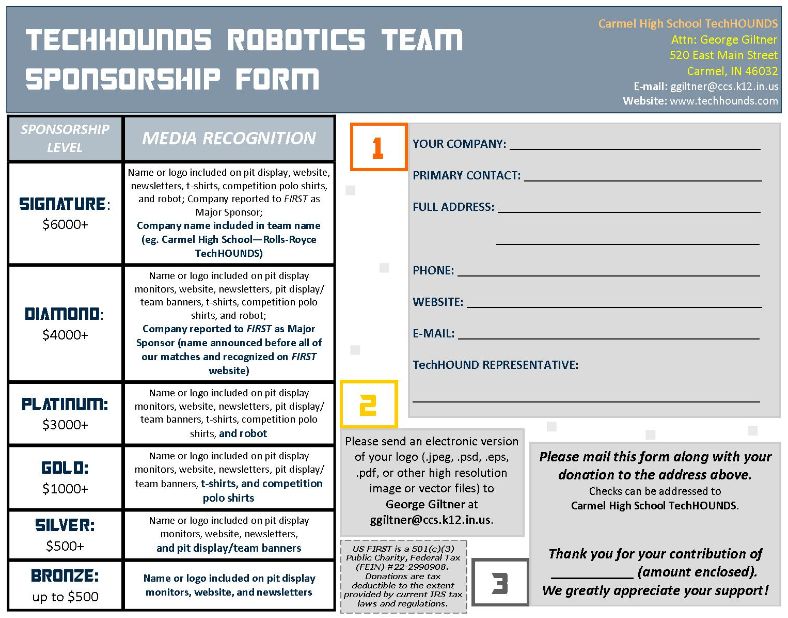 TECHHOUNDS ROBOTICS TEAM
SPONSORSHIP FORM
Carmel High School TechHOUNDS
Attn: George Giltner
520 East Main Street
Carmel, IN 46032
E-mail: ggiltner@ccs.k12.in.us
Website: www.techhounds.com
SPONSORSHIP
LEVEL
MEDIA RECOGNITION
SIGNATURE:
$6000+
Name or logo included on pit display, website,
newsletters, t-shirts, competition polo shirts,
and robot; Company reported to FIRST as
Major Sponsor;
Company name included in team name
(eg. Carmel High School—Rolls-Royce
TechHOUNDS)
DIAMOND:
$4000+
Name or logo included on pit display
monitors, website, newsletters, pit display/
team banners, t-shirts, competition polo
shirts, and robot;
Company reported to FIRST as Major
Sponsor (name announced before all of
our matches and recognized on FIRST
website)
PLATINUM:
$3000+
Name or logo included on pit display
monitors, website, newsletters, pit display/
team banners, t-shirts, competition polo
shirts, and robot
GOLD:
$1000+
Name or logo included on pit display
monitors, website, newsletters, pit display/
team banners, t-shirts, and competition
polo shirts
SILVER:
$500+
Name or logo included on pit display
monitors, website, newsletters,
and pit display/team banners
BRONZE:
up to $500
Name or logo included on pit display
monitors, website, and newsletters
1
YOUR COMPANY:
PRIMARY CONTACT:
FULL ADDRESS:
PHONE:
WEBSITE:
E-MAIL:
TechHOUND REPRESENTATIVE:
2
Please send an electronic version
of your logo (.jpeg, .psd, .eps,
.pdf, or other high resolution
image or vector files) to
George Giltner at
ggiltner@ccs.k12.in.us.
US FIRST is a 501(c)(3)
Public Charity, Federal Tax
(FEIN) #22-2990908.
Donations are tax
deductible to the extent
provided by current IRS tax
laws and regulations.
3
Please mail this form along with your
donation to the address above.
Checks can be addressed to
Carmel High School TechHOUNDS.
Thank you for your contribution of
____________ (amount enclosed).
We greatly appreciate your support!